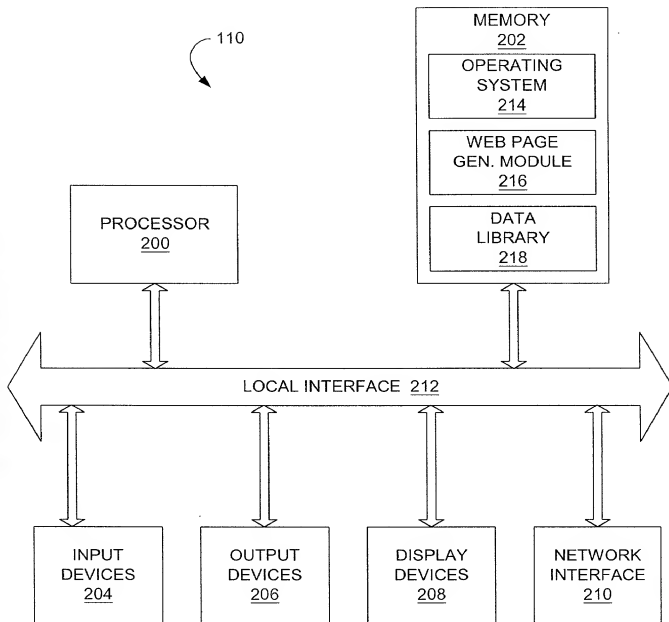 110
MEMORY
202
OPERATING
SYSTEM
214
WEB PAGE
GEN. MODULE
216
DATA
LIBRARY
218
PROCESSOR
200
LOCAL INTERFACE 212
INPUT
DEVICES
204
OUTPUT
DEVICES
206
DISPLAY
DEVICES
208
NETWORK
INTERFACE
210